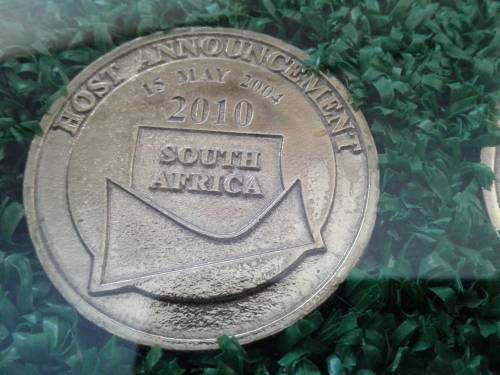 HOST ANNOUNCEMENT
15 MAY 2004
2010
SOUTH
AFRICA